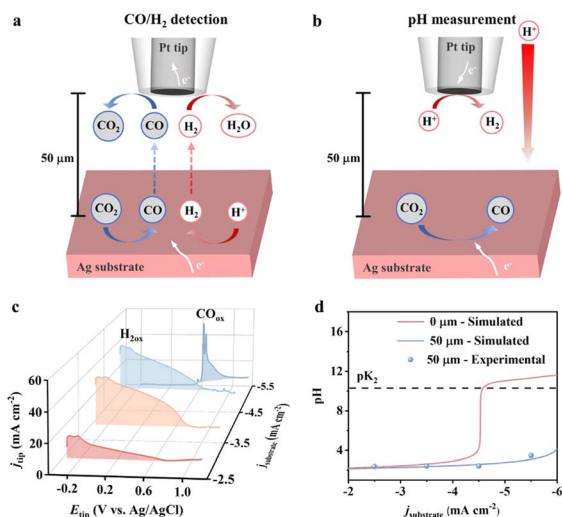 a
CO/H₂ detection
Pt tip
e⁻
CO₂
CO
H₂
H₂O
50 μm
CO₂
CO
H₂
H⁺
Ag substrate
e⁻
b
pH measurement
H⁺
Pt tip
e⁻
H⁺
H₂
50 μm
CO₂
CO
Ag substrate
e⁻
c
H₂ox
COox
60
40
20
0
jtip (mA cm⁻²)
-0.2
0.2
0.6
1.0
Etip (V vs. Ag/AgCl)
-5.5
-4.5
-3.5
-2.5
jsubstrate (mA cm⁻²)
d
0 μm - Simulated
50 μm - Simulated
50 μm - Experimental
pK₂
16
12
8
4
pH
-2
-3
-4
-5
-6
jsubstrate / mA cm⁻²